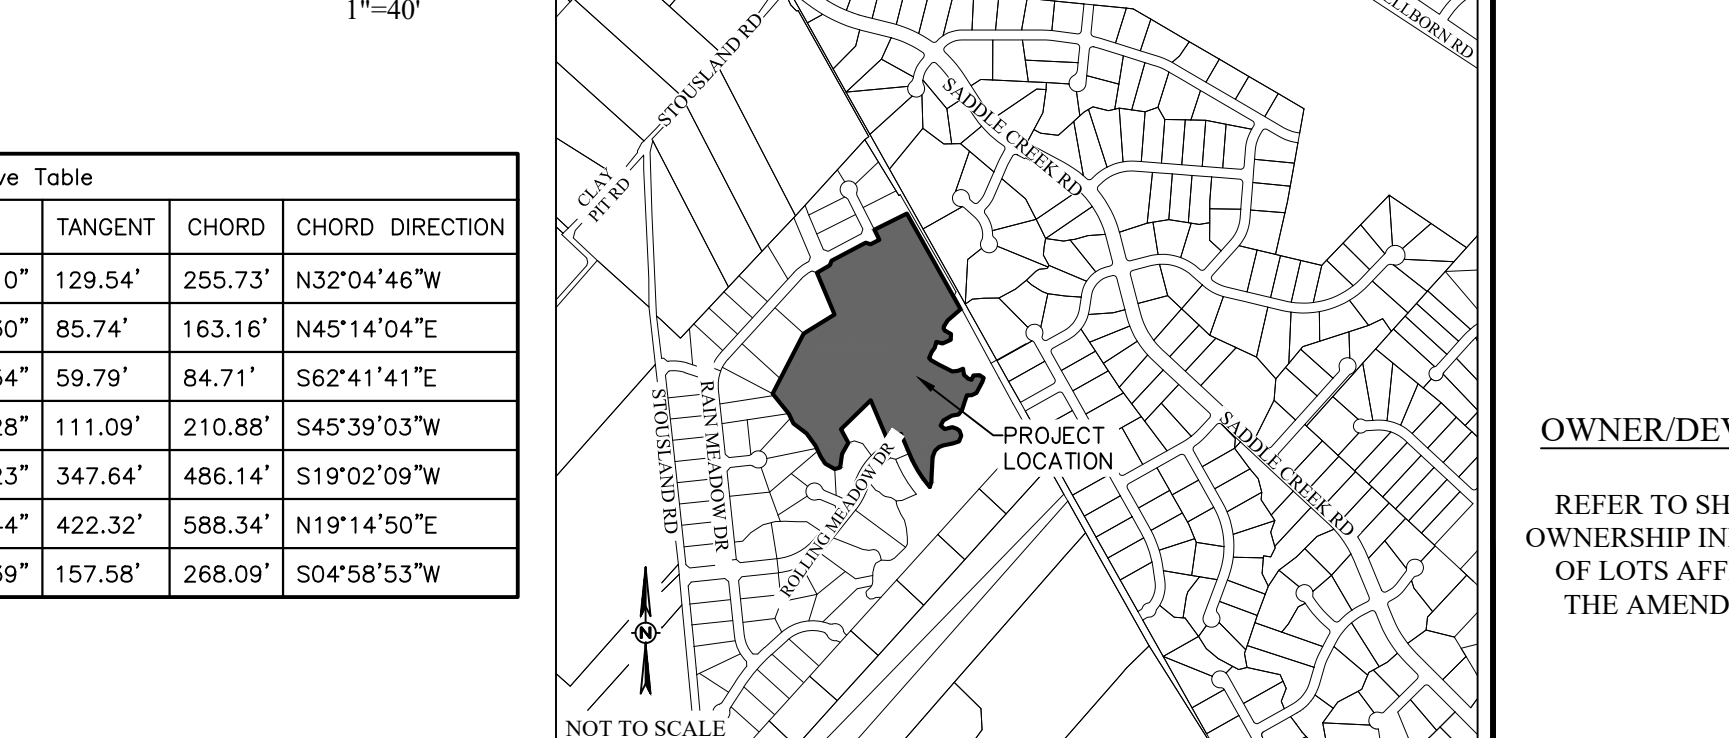 1"=40'
ve Table
TANGENT CHORD CHORD DIRECTION
0" 129.54' 255.73' N32°04'46"W
60" 85.74' 163.16' N45°14'04"E
54" 59.79' 84.71' S62°41'41"E
28" 111.09' 210.88' S45°39'03"W
23" 347.64' 486.14' S19°02'09"W
4" 422.32' 588.34' N19°14'50"E
39" 157.58' 268.09' S04°58'53"W
STOUSLAND RD
CLAY
PIT RD
ELLBORN RD
SADDLE CREEK RD
STOUSLAND RD
RAIN MEADOW DR
ROLLING MEADOW DR
PROJECT
LOCATION
SADDLE CREEK RD
N
NOT TO SCALE
OWNER/DEV
REFER TO SH
OWNERSHIP IN
OF LOTS AFF
THE AMEND